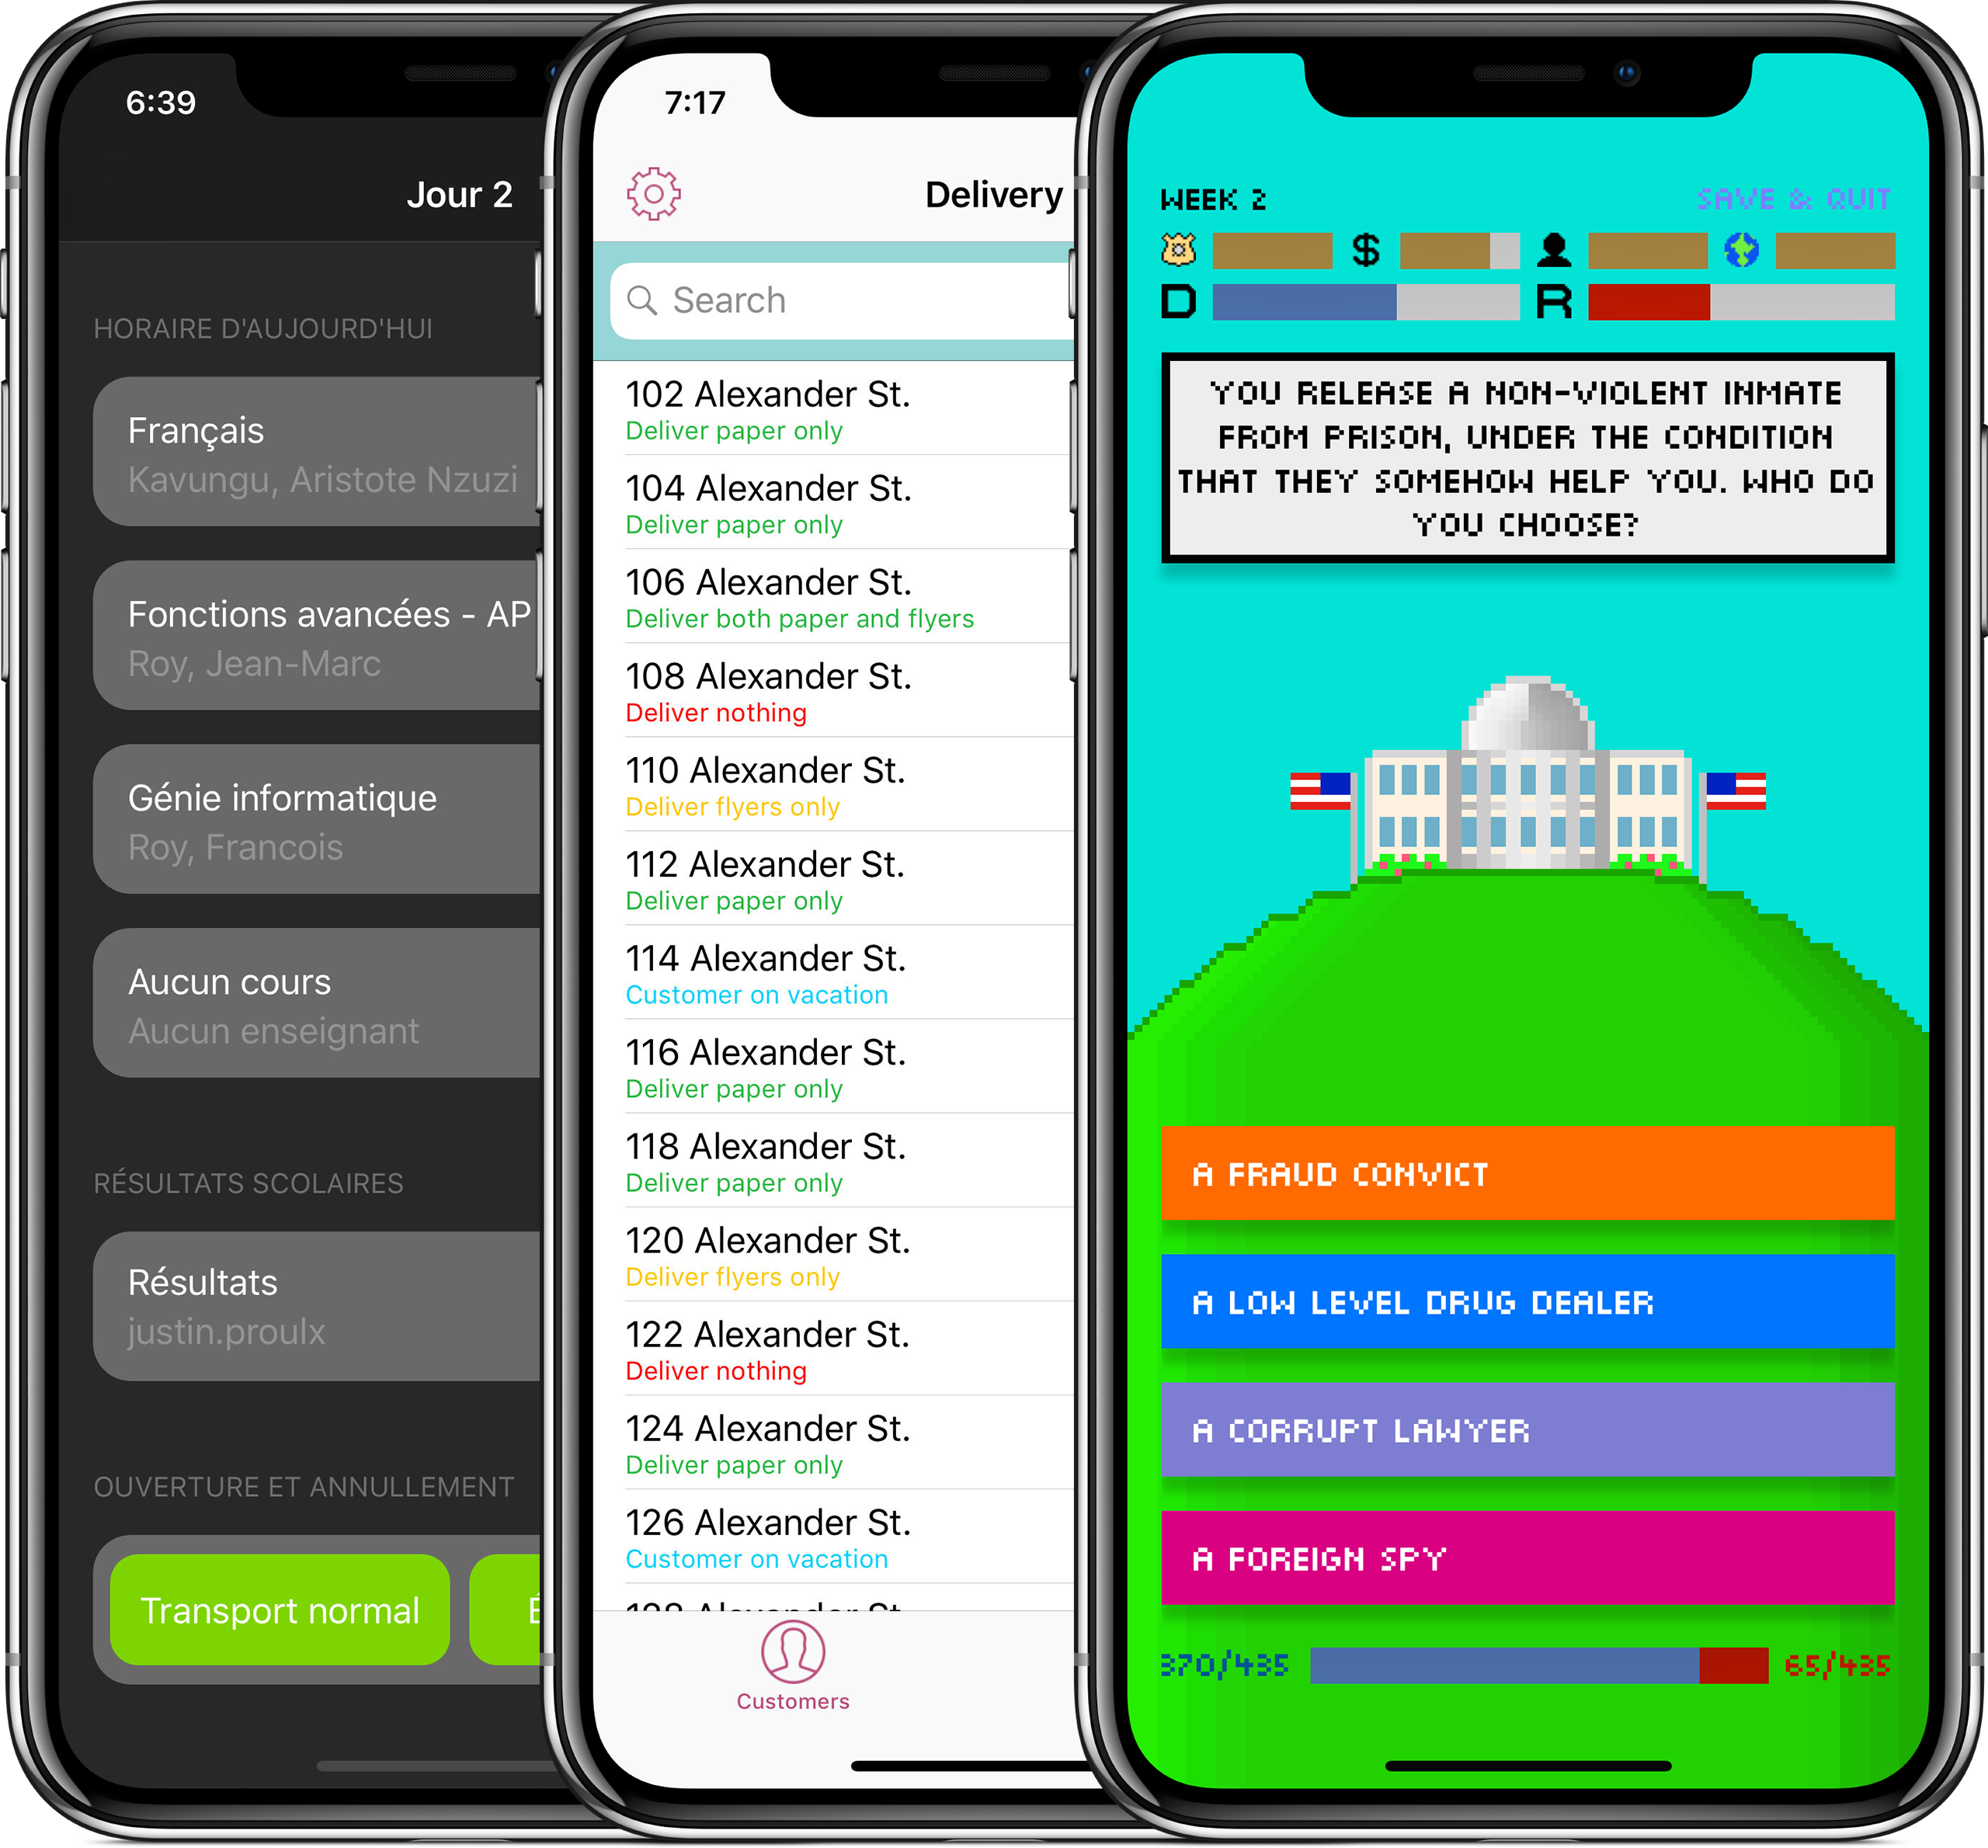 6:39
Jour 2
HORAIRE D'AUJOURD'HUI
Français
Kavungu, Aristote Nzuzi
Fonctions avancées - AP
Roy, Jean-Marc
Génie informatique
Roy, Francois
Aucun cours
Aucun enseignant
RÉSULTATS SCOLAIRES
Résultats
justin.proulx
OUVERTURE ET ANNULLEMENT
Transport normal
7:17
Delivery
Search
102 Alexander St.
Deliver paper only
104 Alexander St.
Deliver paper only
106 Alexander St.
Deliver both paper and flyers
108 Alexander St.
Deliver nothing
110 Alexander St.
Deliver flyers only
112 Alexander St.
Deliver paper only
114 Alexander St.
Customer on vacation
116 Alexander St.
Deliver paper only
118 Alexander St.
Deliver paper only
120 Alexander St.
Deliver flyers only
122 Alexander St.
Deliver nothing
124 Alexander St.
Deliver paper only
126 Alexander St.
Customer on vacation
Customers
WEEK 2
SAVE & QUIT
$
D
R
YOU RELEASE A NON-VIOLENT INMATE
FROM PRISON, UNDER THE CONDITION
THAT THEY SOMEHOW HELP YOU. WHO DO
YOU CHOOSE?
A FRAUD CONVICT
A LOW LEVEL DRUG DEALER
A CORRUPT LAWYER
A FOREIGN SPY
370/435
65/435